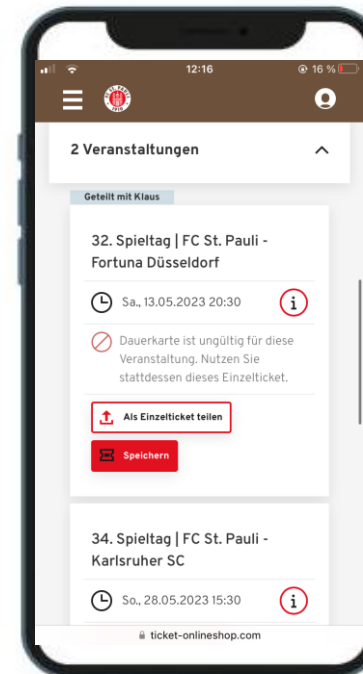 12:16
16 %
2 Veranstaltungen
Geteilt mit Klaus
32. Spieltag | FC St. Pauli -
Fortuna Düsseldorf
Sa., 13.05.2023 20:30
i
Dauerkarte ist ungültig für diese
Veranstaltung. Nutzen Sie
stattdessen dieses Einzelticket.
Als Einzelticket teilen
Speichern
34. Spieltag | FC St. Pauli -
Karlsruher SC
So., 28.05.2023 15:30
i
ticket-onlineshop.com